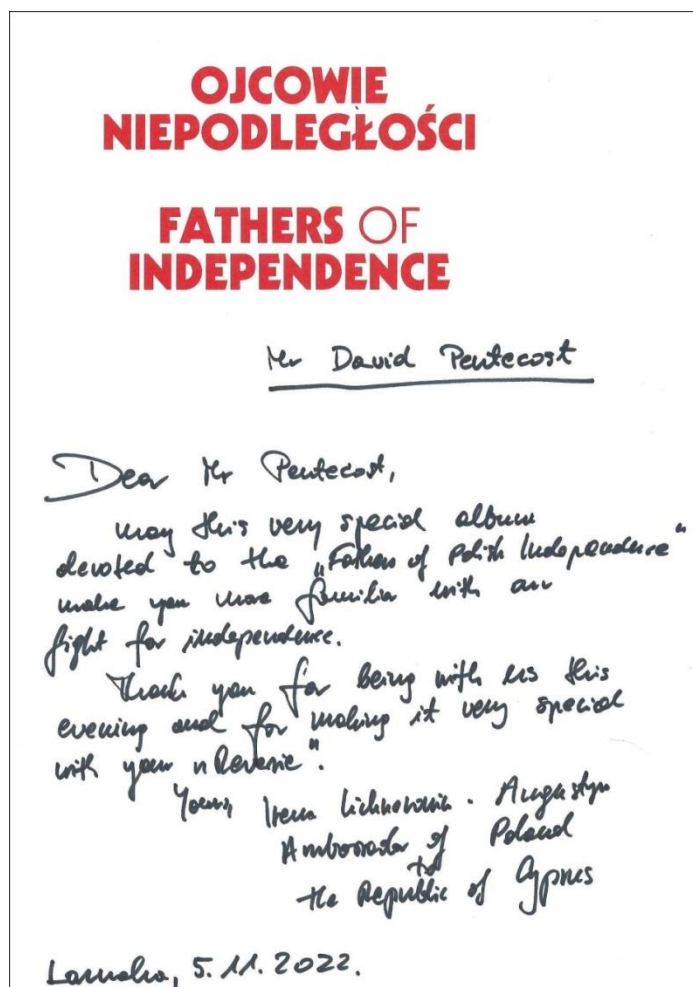 OJCOWIE
NIEPODLEGŁOŚCI
FATHERS OF
INDEPENDENCE
Mr David Pentecost
Dear Mr Pentecost,
may this very special album
devoted to the „Fathers of Polish Independence”
make you more familiar with our
fight for independence.
Thank you for being with us this
evening and for making it very special
with your „Reverie”.
Yours, Irena Lichnerowicz-Augustyn
Ambassador of Poland
to
the Republic of Cyprus
Larnaka, 5.11.2022.